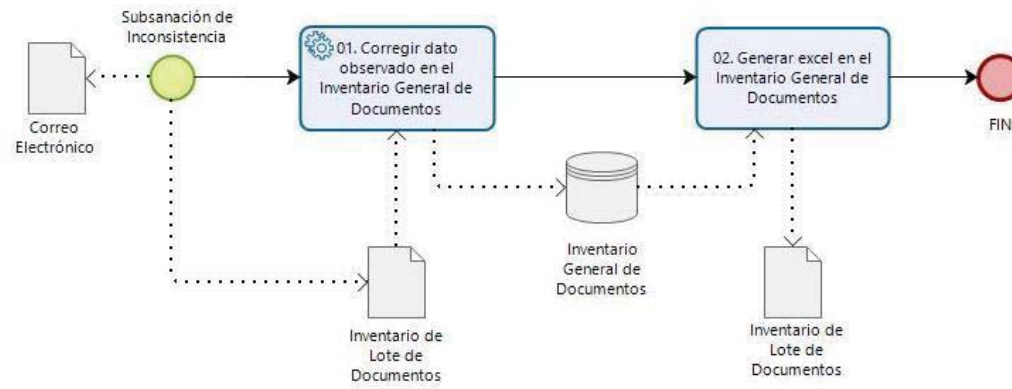 Subsanación de
Inconsistencia
Correo
Electrónico
01. Corregir dato
observado en el
Inventario General de
Documentos
02. Generar excel en el
Inventario General de
Documentos
FIN
Inventario
General de
Documentos
Inventario de
Lote de
Documentos
Inventario de
Lote de
Documentos